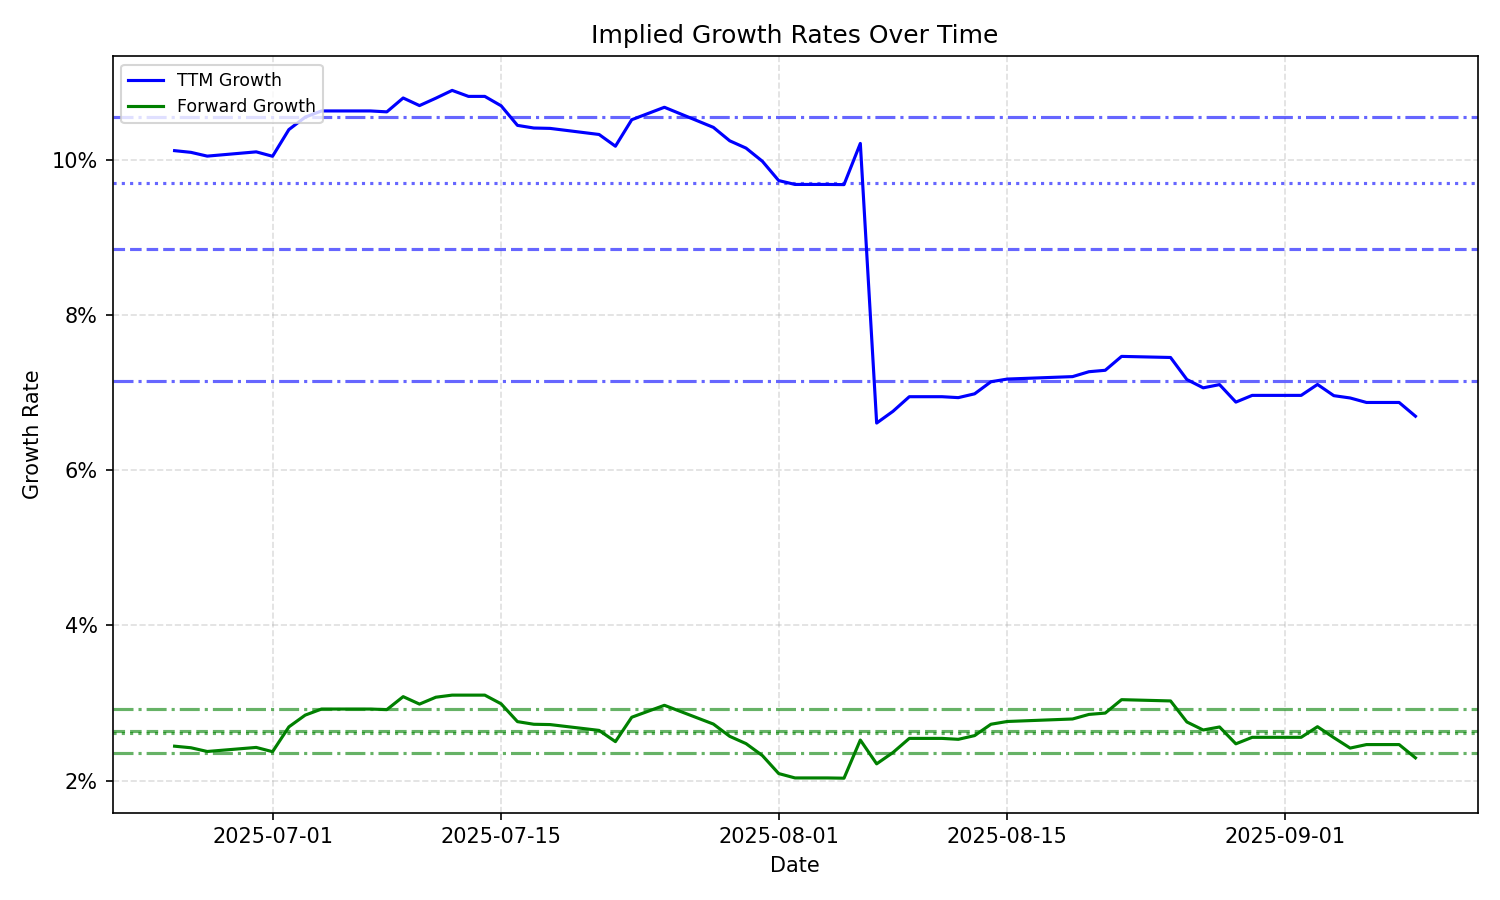 Implied Growth Rates Over Time
TTM Growth
Forward Growth
10%
8%
6%
4%
2%
Growth Rate
2025-07-01
2025-07-15
2025-08-01
2025-08-15
2025-09-01
Date